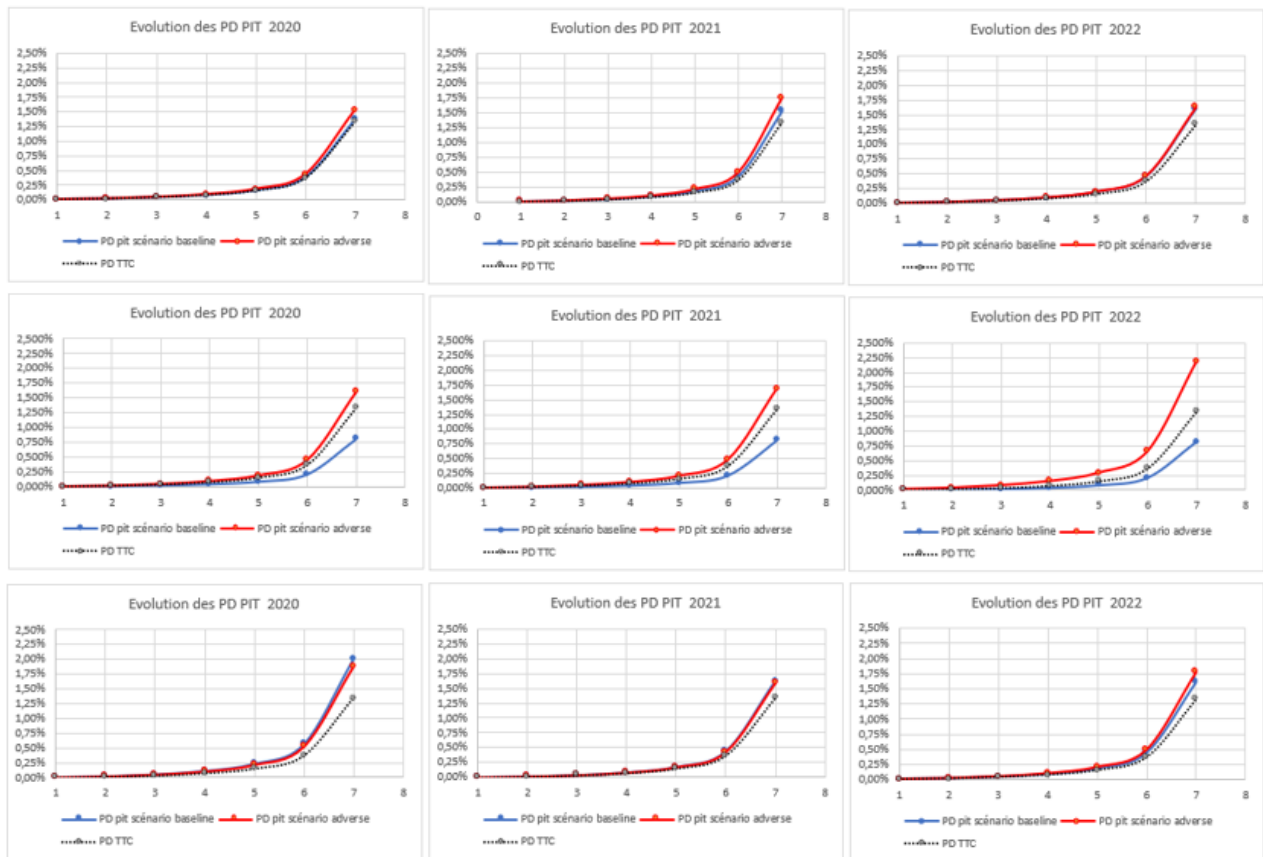 Evolution des PD PIT 2020
2,50%
2,25%
2,00%
1,75%
1,50%
1,25%
1,00%
0,75%
0,50%
0,25%
0,00%
1 2 3 4 5 6 7 8
PD pit scénario baseline PD pit scénario adverse
PD TTC
Evolution des PD PIT 2021
2,50%
2,25%
2,00%
1,75%
1,50%
1,25%
1,00%
0,75%
0,50%
0,25%
0,00%
0 1 2 3 4 5 6 7 8
PD pit scénario baseline PD pit scénario adverse
PD TTC
Evolution des PD PIT 2022
2,50%
2,25%
2,00%
1,75%
1,50%
1,25%
1,00%
0,75%
0,50%
0,25%
0,00%
1 2 3 4 5 6 7 8
PD pit scénario baseline PD pit scénario adverse
PD TTC
Evolution des PD PIT 2020
2,500%
2,250%
2,000%
1,750%
1,500%
1,250%
1,000%
0,750%
0,500%
0,250%
0,000%
1 2 3 4 5 6 7 8
PD pit scénario baseline PD pit scénario adverse
PD TTC
Evolution des PD PIT 2021
2,500%
2,250%
2,000%
1,750%
1,500%
1,250%
1,000%
0,750%
0,500%
0,250%
0,000%
1 2 3 4 5 6 7 8
PD pit scénario baseline PD pit scénario adverse
PD TTC
Evolution des PD PIT 2022
2,500%
2,250%
2,000%
1,750%
1,500%
1,250%
1,000%
0,750%
0,500%
0,250%
0,000%
1 2 3 4 5 6 7 8
PD pit scénario baseline PD pit scénario adverse
PD TTC
Evolution des PD PIT 2020
2,50%
2,25%
2,00%
1,75%
1,50%
1,25%
1,00%
0,75%
0,50%
0,25%
0,00%
1 2 3 4 5 6 7 8
PD pit scénario baseline PD pit scénario adverse
PD TTC
Evolution des PD PIT 2021
2,50%
2,25%
2,00%
1,75%
1,50%
1,25%
1,00%
0,75%
0,50%
0,25%
0,00%
1 2 3 4 5 6 7 8
PD pit scénario baseline PD pit scénario adverse
PD TTC
Evolution des PD PIT 2022
2,50%
2,25%
2,00%
1,75%
1,50%
1,25%
1,00%
0,75%
0,50%
0,25%
0,00%
1 2 3 4 5 6 7 8
PD pit scénario baseline PD pit scénario adverse
PD TTC